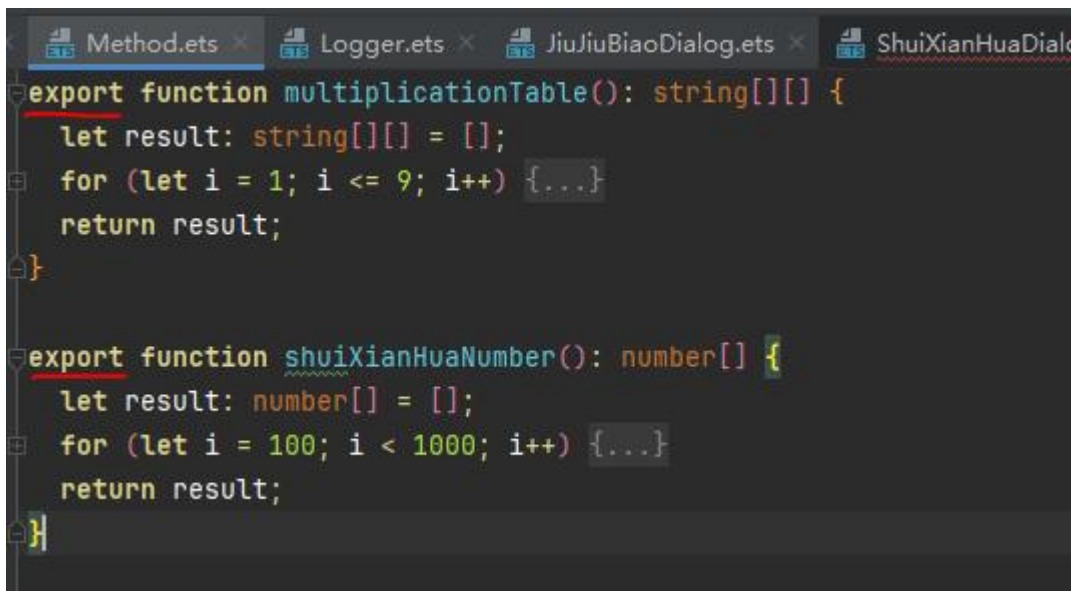 Method.ets Logger.ets JiuJiuBiaoDialog.ets ShuiXianHuaDial
export function multiplicationTable(): string[][] {
let result: string[][] = [];
for (let i = 1; i <= 9; i++) {...}
return result;
}
export function shuiXianHuaNumber(): number[] {
let result: number[] = [];
for (let i = 100; i < 1000; i++) {...}
return result;
}